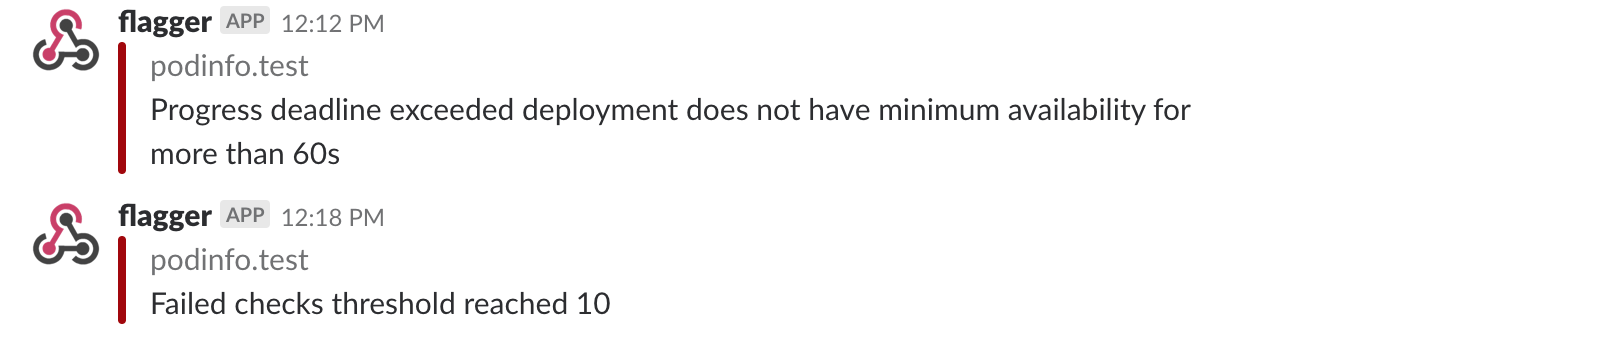 flagger APP 12:12 PM
podinfo.test
Progress deadline exceeded deployment does not have minimum availability for
more than 60s
flagger APP 12:18 PM
podinfo.test
Failed checks threshold reached 10